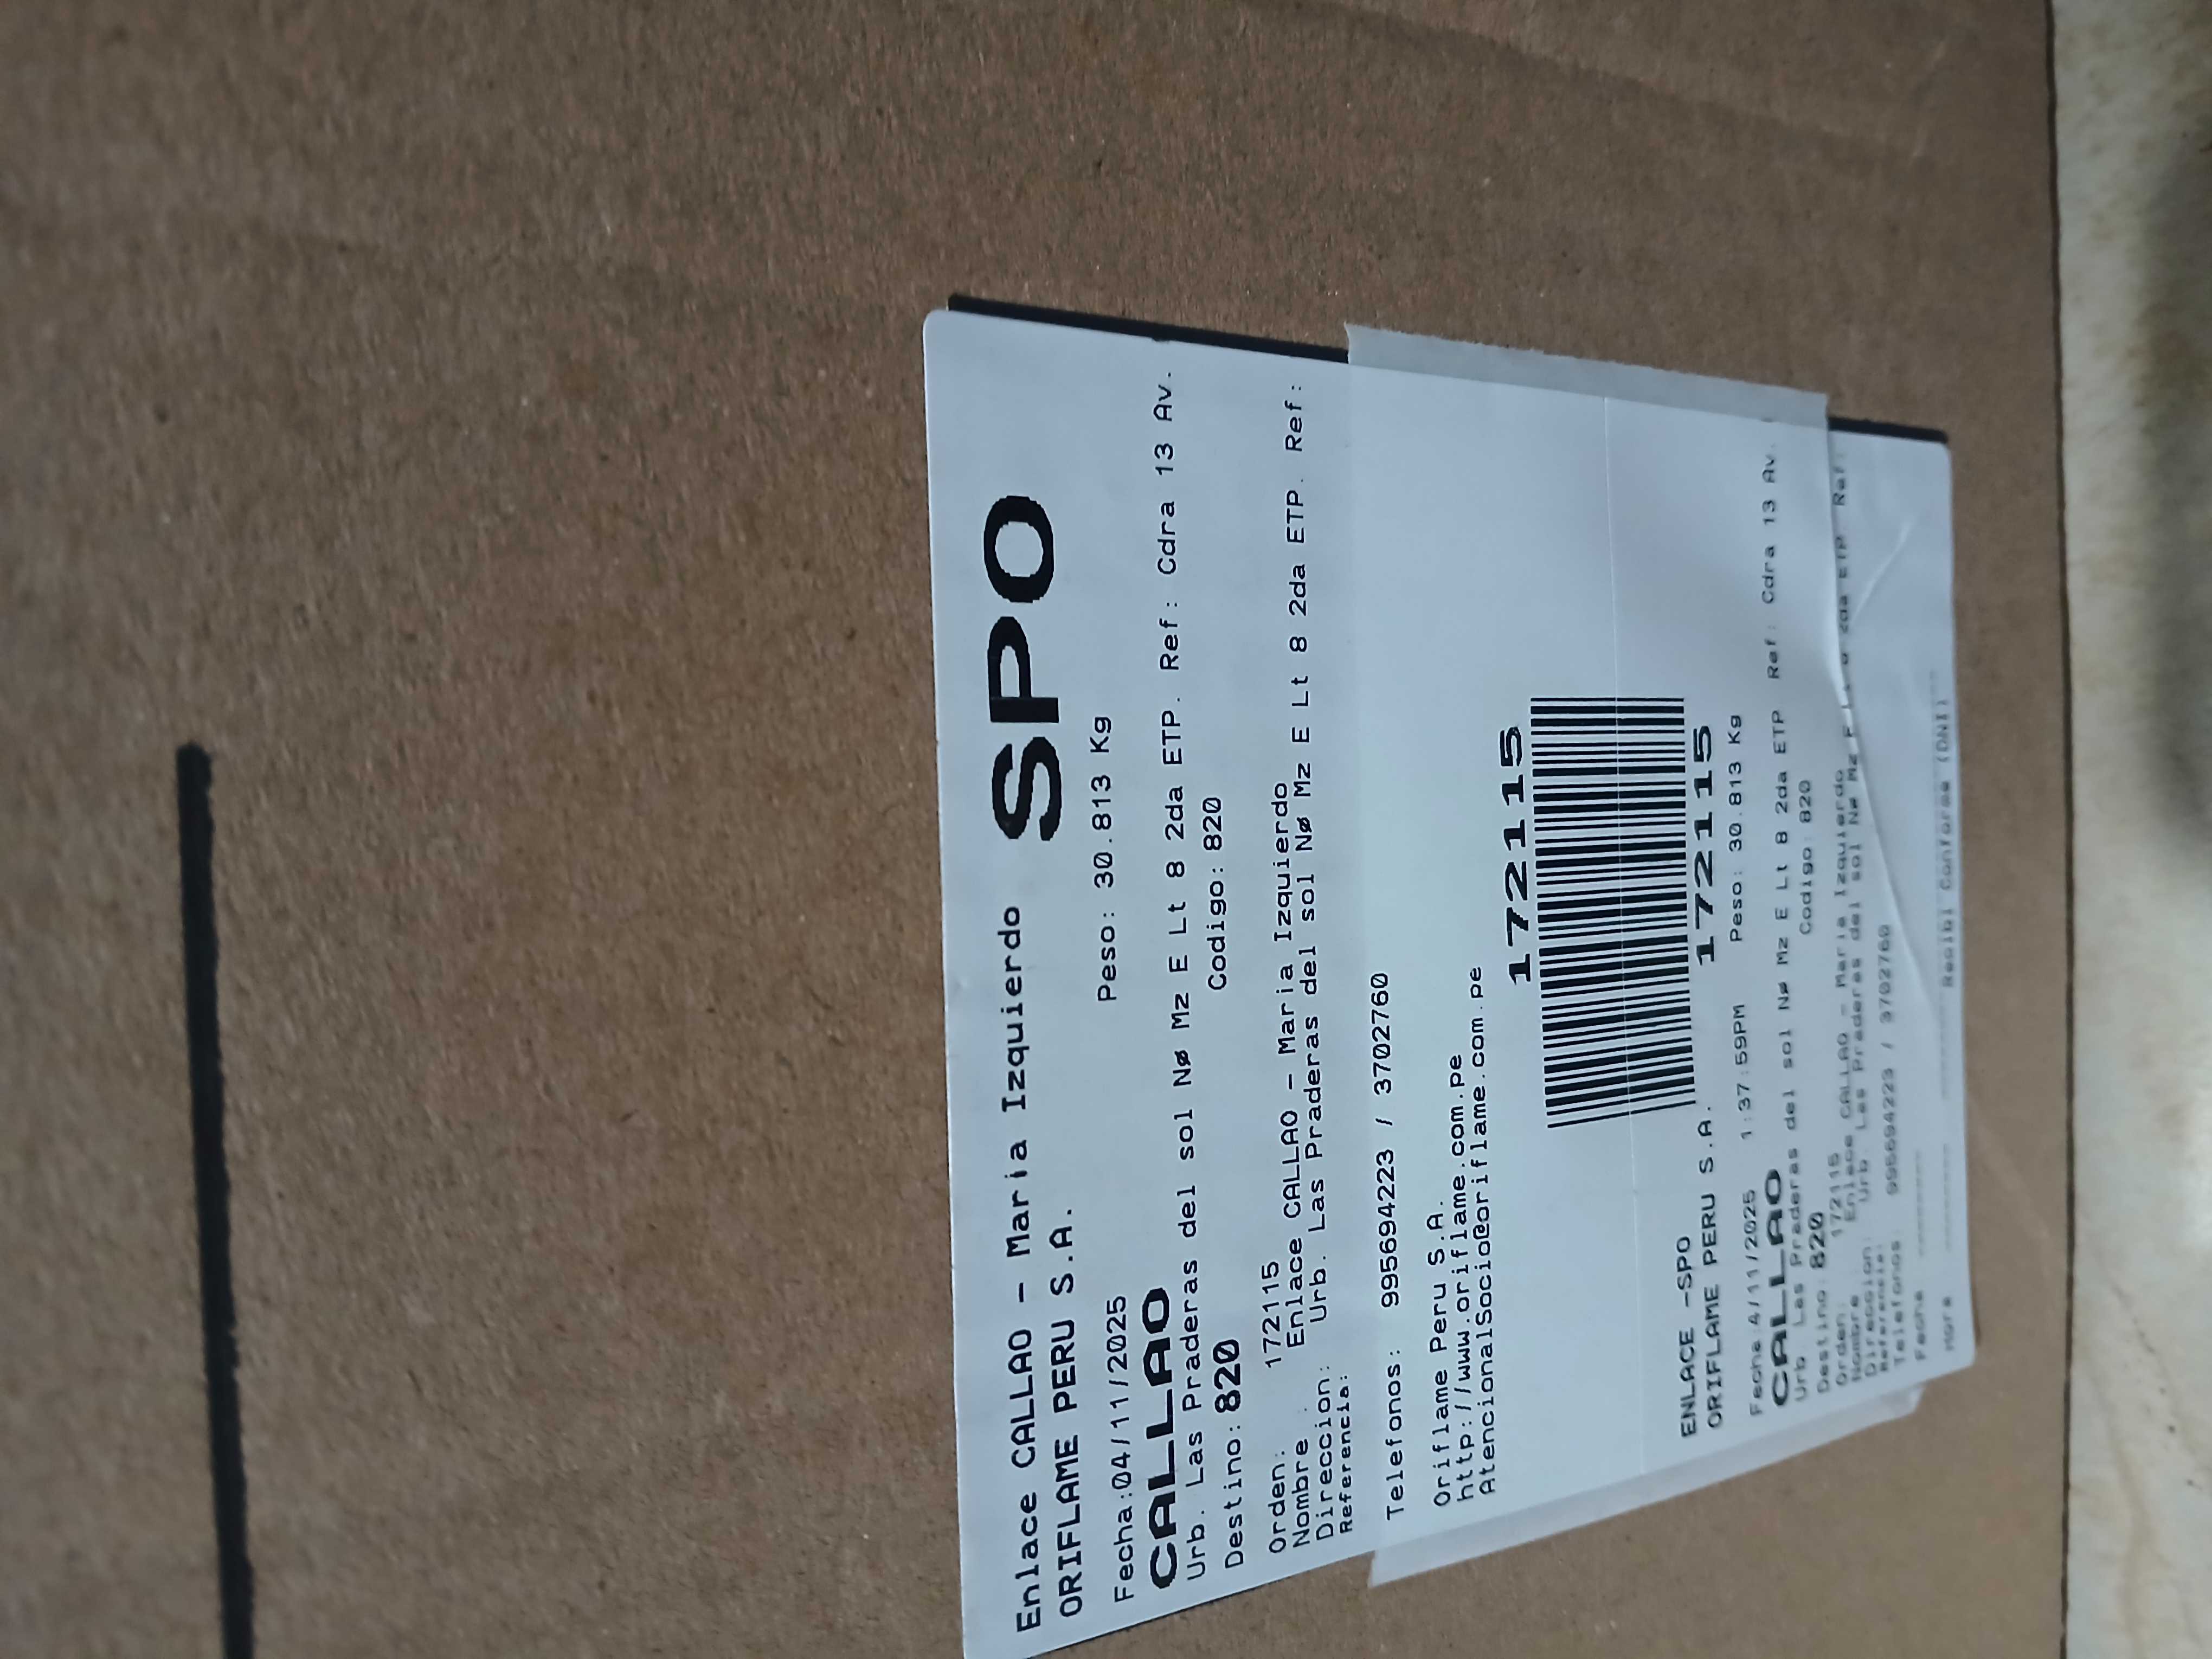 Enlace CALLAO - Maria Izquierdo SPO
ORIFLAME PERU S.A.
Peso: 30.813 Kg
Fecha:04/11/2025
CALLAO
Urb. Las Praderas del sol Nø Mz E Lt 8 2da ETP. Ref: Cdra 13 Av.
Destino: 820 Codigo: 820
Orden: 172115
Nombre : Enlace CALLAO - Maria Izquierdo
Direccion: Urb. Las Praderas del sol Nø Mz E Lt 8 2da ETP. Ref:
Referencia:
Telefonos: 995694223 / 3702760
Oriflame Peru S.A.
http://www.oriflame.com.pe
AtencionalSocio@oriflame.com.pe
172115
ENLACE -SPO
ORIFLAME PERU S.A. 172115
Fecha:4/11/2025 1:37:59PM Peso: 30.813 Kg
CALLAO
Urb Las Praderas del sol Nø Mz E Lt 8 2da ETP Ref: Cdra 13 Av.
Destino: 820 Codigo: 820
Orden: 172115
Nombre Enlace CALLAO - Maria Izquierdo
Direccion: Urb. Las Praderas del sol Nø Mz E Lt 8 2da ETP Ref:
Referencia:
Telefonos 995694223 / 3702760
Fecha
Hora Recibi Conforme (DNI)